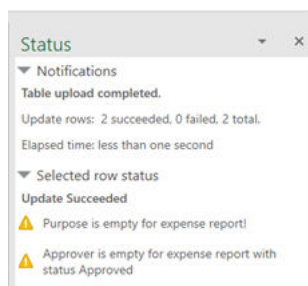 Status
Notifications
Table upload completed.
Update rows: 2 succeeded, 0 failed, 2 total.
Elapsed time: less than one second
Selected row status
Update Succeeded
Purpose is empty for expense report!
Approver is empty for expense report with
status Approved